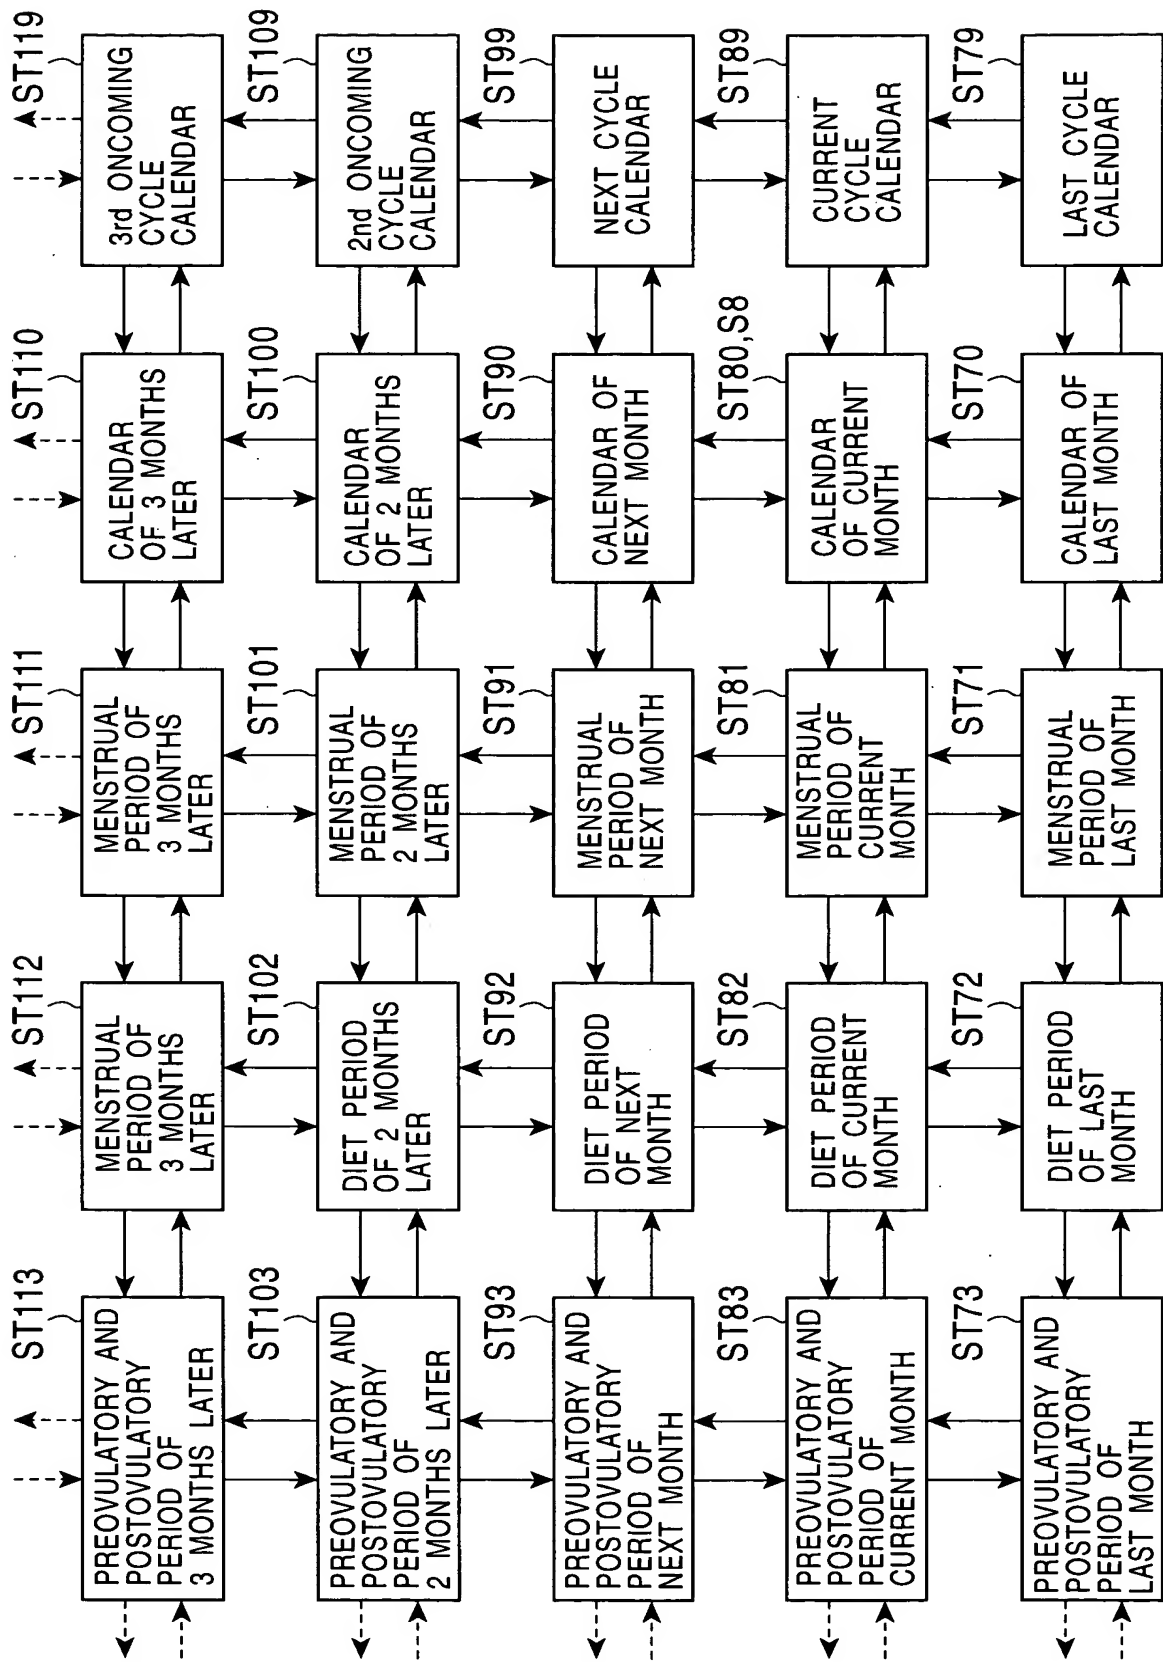 ST113
PREOVULATORY AND
POSTOVULATORY
PERIOD OF
3 MONTHS LATER
ST112
MENSTRUAL
PERIOD OF
3 MONTHS
LATER
ST111
MENSTRUAL
PERIOD OF
3 MONTHS
LATER
ST110
CALENDAR
OF 3 MONTHS
LATER
ST119
3rd ONCOMING
CYCLE
CALENDAR
ST103
PREOVULATORY AND
POSTOVULATORY
PERIOD OF
2 MONTHS LATER
ST102
DIET PERIOD
OF 2 MONTHS
LATER
ST101
MENSTRUAL
PERIOD OF
2 MONTHS
LATER
ST100
CALENDAR
OF 2 MONTHS
LATER
ST109
2nd ONCOMING
CYCLE
CALENDAR
ST93
PREOVULATORY AND
POSTOVULATORY
PERIOD OF
NEXT MONTH
ST92
DIET PERIOD
OF NEXT
MONTH
ST91
MENSTRUAL
PERIOD OF
NEXT MONTH
ST90
CALENDAR OF
NEXT MONTH
ST99
NEXT CYCLE
CALENDAR
ST83
PREOVULATORY AND
POSTOVULATORY
PERIOD OF
CURRENT MONTH
ST82
DIET PERIOD
OF CURRENT
MONTH
ST81
MENSTRUAL
PERIOD OF
CURRENT
MONTH
ST80,S8
CALENDAR
OF CURRENT
MONTH
ST89
CURRENT
CYCLE
CALENDAR
ST73
PREOVULATORY AND
POSTOVULATORY
PERIOD OF
LAST MONTH
ST72
DIET PERIOD
OF LAST
MONTH
ST71
MENSTRUAL
PERIOD OF
LAST MONTH
ST70
CALENDAR OF
LAST MONTH
ST79
LAST CYCLE
CALENDAR